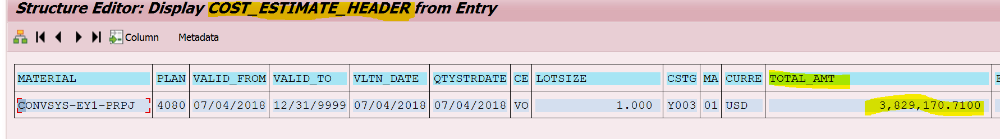 Structure Editor: Display COST_ESTIMATE_HEADER from Entry
Column Metadata
MATERIAL PLAN VALID_FROM VALID_TO VLTN_DATE QTYSTRDATE CE LOTSIZE CSTG MA CURRE TOTAL_AMT
CONVSYS-EY1-PRPJ 4080 07/04/2018 12/31/9999 07/04/2018 07/04/2018 VO 1.000 Y003 01 USD 3,829,170.7100